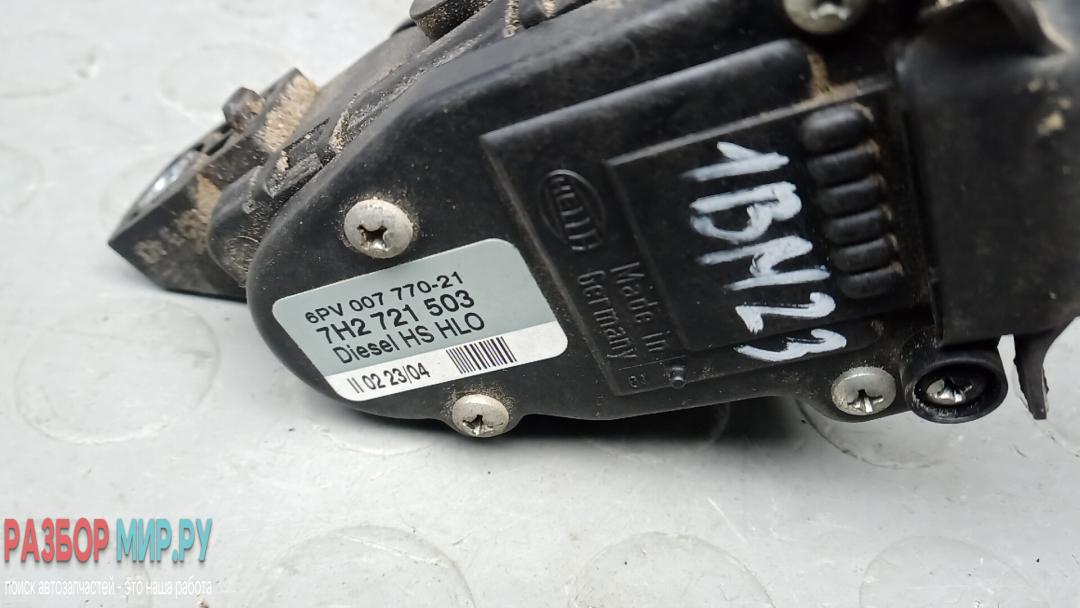 HELLA
Made in
Germany
1BN23
6PV 007 770-21
7H2 721 503
Diesel HS HLO
II 02 23/04
РАЗБОР МИР.РУ
поиск автозапчастей - это наша работа